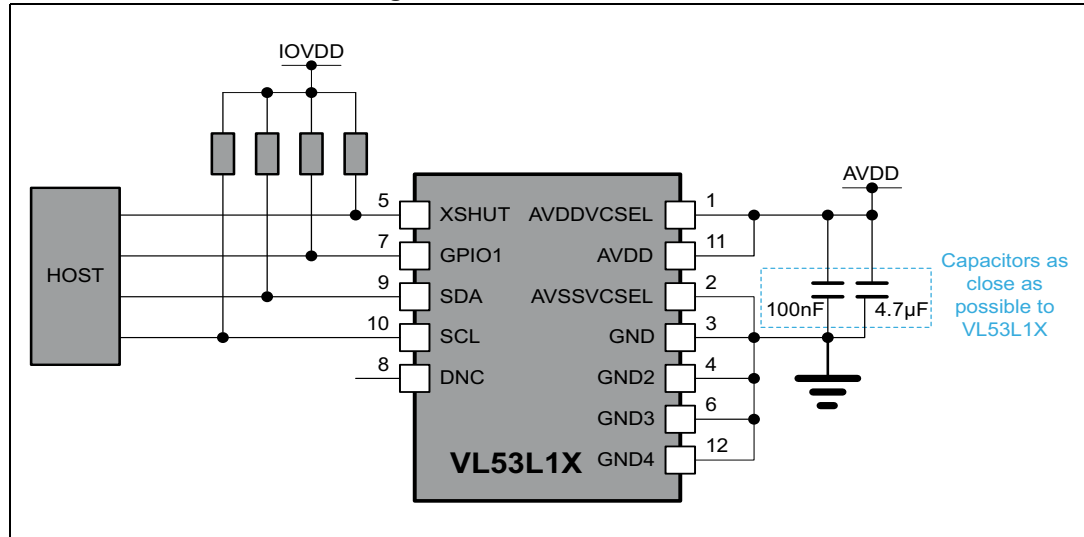 IOVDD
AVDD
HOST
5
7
9
10
8
XSHUT AVDDVCSEL
GPIO1 AVDD
SDA AVSSVCSEL
SCL GND
DNC GND2
GND3
VL53L1X GND4
1
11
2
3
4
6
12
100nF 4.7µF
Capacitors as
close as
possible to
VL53L1X